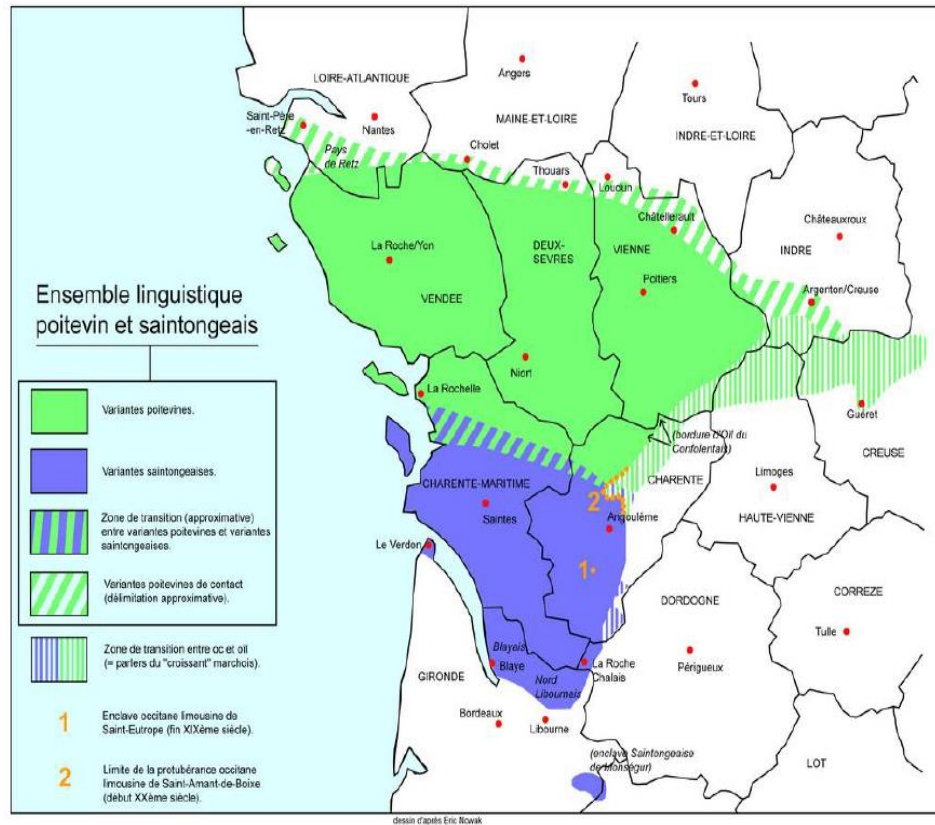 LOIRE-ATLANTIQUE
Angers
Tours
Saint-Père
-en-Retz
Nantes
MAINE-ET-LOIRE
INDRE-ET-LOIRE
Pays
de Retz
Cholet
Thouars
Loudun
Châtellerault
Châteauroux
La Roche/Yon
DEUX-
SEVRES
VIENNE
INDRE
Poitiers
Argenton/Creuse
VENDEE
Ensemble linguistique
poitevin et saintongeais
Niort
La Rochelle
Guéret
Variantes poitevines.
(bordure d'Oïl du
Confolentais)
CREUSE
Variantes saintongeaises.
CHARENTE-MARITIME
CHARENTE
Limoges
2
Saintes
Angoulême
HAUTE-VIENNE
Zone de transition (approximative)
entre variantes poitevines et variantes
saintongeaises.
Le Verdon
1
Variantes poitevines de contact
(délimitation approximative).
DORDOGNE
CORREZE
Tulle
Zone de transition entre oc et oïl
(= parlers du "croissant" marchois).
Blayais
Blaye
La Roche
Chalais
Périgueux
GIRONDE
Nord
Libournais
1
Enclave occitane limousine de
Saint-Eutrope (fin XIXème siècle).
Bordeaux
Libourne
2
Limite de la protubérance occitane
limousine de Saint-Amant-de-Boixe
(début XXème siècle).
(enclave Saintongeaise
de Monségur)
LOT
dessin d'après Eric Nowak